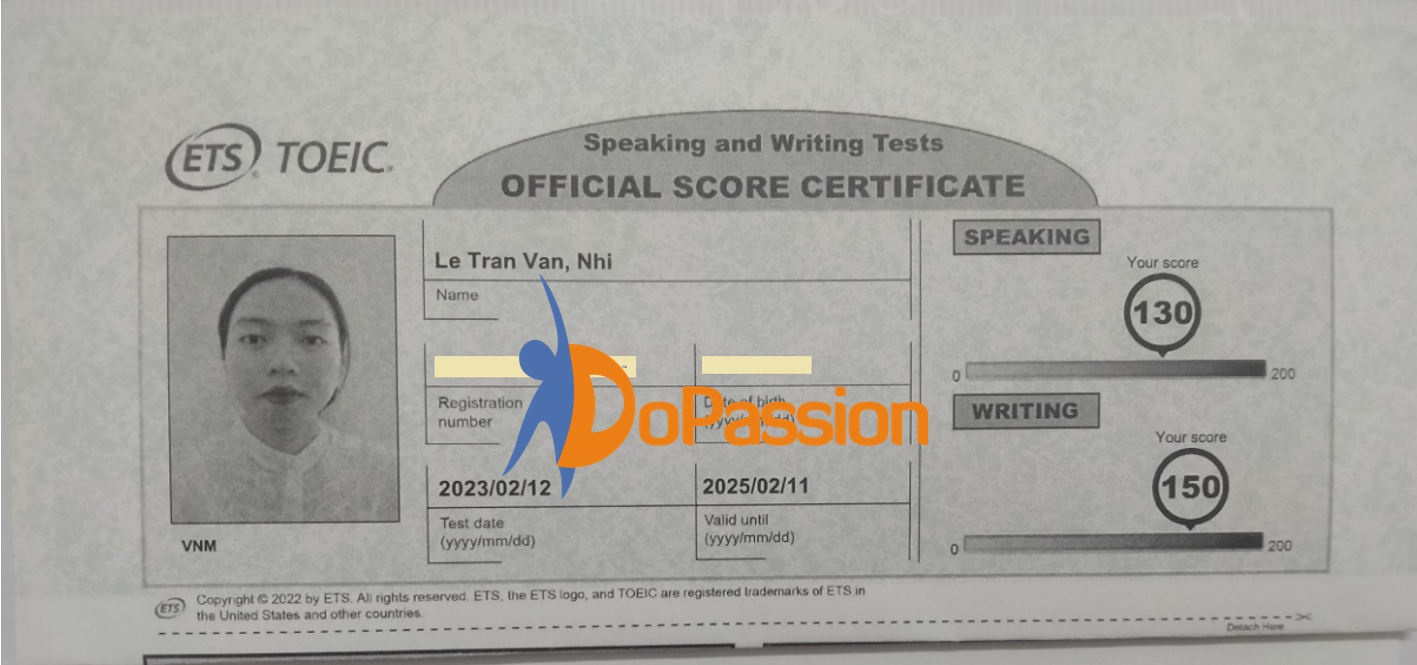 ETS® TOEIC®
Speaking and Writing Tests
OFFICIAL SCORE CERTIFICATE
Le Tran Van, Nhi
Name
Registration
number
Date of birth
(yyyy/mm/dd)
2023/02/12
Test date
(yyyy/mm/dd)
2025/02/11
Valid until
(yyyy/mm/dd)
VNM
DoPassion
SPEAKING
Your score
130
0
200
WRITING
Your score
150
0
200
ETS
Copyright © 2022 by ETS. All rights reserved. ETS, the ETS logo, and TOEIC are registered trademarks of ETS in
the United States and other countries.
Detach Here